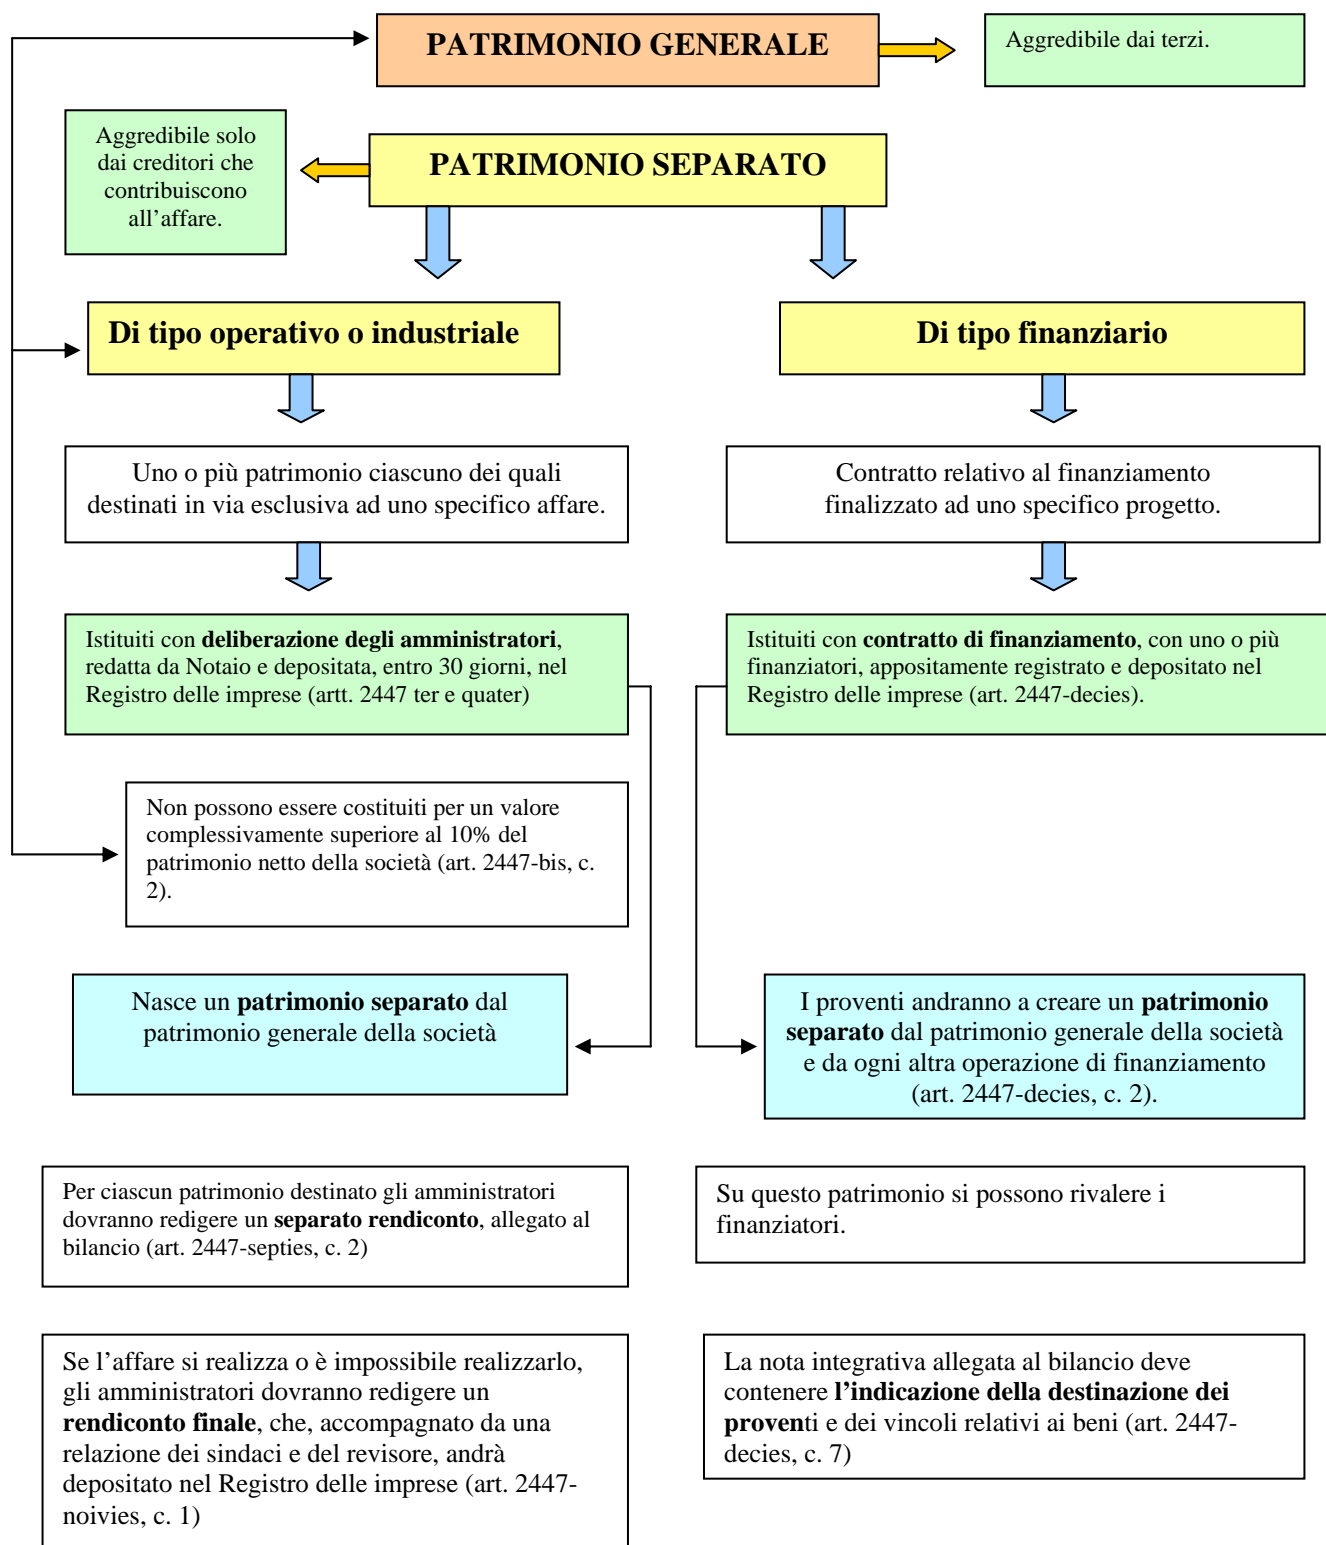 PATRIMONIO GENERALE
Aggredibile dai terzi.
Aggredibile solo
dai creditori che
contribuiscono
all’affare.
PATRIMONIO SEPARATO
Di tipo operativo o industriale
Di tipo finanziario
Uno o più patrimonio ciascuno dei quali
destinati in via esclusiva ad uno specifico affare.
Contratto relativo al finanziamento
finalizzato ad uno specifico progetto.
Istituiti con deliberazione degli amministratori,
redatta da Notaio e depositata, entro 30 giorni, nel
Registro delle imprese (artt. 2447 ter e quater)
Istituiti con contratto di finanziamento, con uno o più
finanziatori, appositamente registrato e depositato nel
Registro delle imprese (art. 2447-decies).
Non possono essere costituiti per un valore
complessivamente superiore al 10% del
patrimonio netto della società (art. 2447-bis, c.
2).
Nasce un patrimonio separato dal
patrimonio generale della società
I proventi andranno a creare un patrimonio
separato dal patrimonio generale della società
e da ogni altra operazione di finanziamento
(art. 2447-decies, c. 2).
Per ciascun patrimonio destinato gli amministratori
dovranno redigere un separato rendiconto, allegato al
bilancio (art. 2447-septies, c. 2)
Su questo patrimonio si possono rivalere i
finanziatori.
Se l’affare si realizza o è impossibile realizzarlo,
gli amministratori dovranno redigere un
rendiconto finale, che, accompagnato da una
relazione dei sindaci e del revisore, andrà
depositato nel Registro delle imprese (art. 2447-
noivies, c. 1)
La nota integrativa allegata al bilancio deve
contenere l’indicazione della destinazione dei
proventi e dei vincoli relativi ai beni (art. 2447-
decies, c. 7)